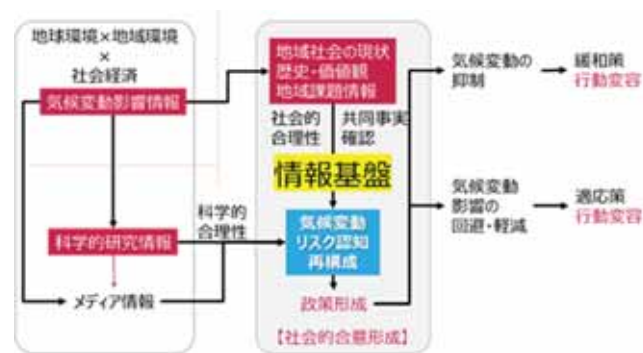 地球環境×地域環境
×
社会経済
気候変動影響情報
科学的研究情報
メディア情報
科学的
合理性
地域社会の現状
歴史・価値観
地域課題情報
社会的
合理性
共同事実
確認
情報基盤
気候変動
リスク認知
再構成
政策形成
【社会的合意形成】
気候変動の
抑制
緩和策
行動変容
気候変動
影響の
回避・軽減
適応策
行動変容